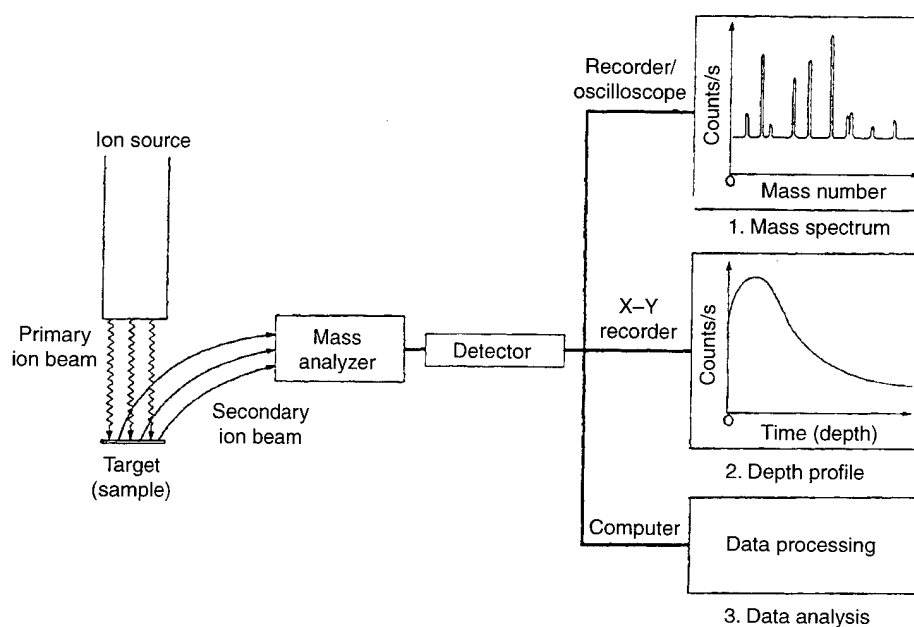 Ion source
Primary
ion beam
Target
(sample)
Secondary
ion beam
Mass
analyzer
Detector
Recorder/
oscilloscope
Counts/s
O
Mass number
1. Mass spectrum
X–Y
recorder
Counts/s
O
Time (depth)
2. Depth profile
Computer
Data processing
3. Data analysis